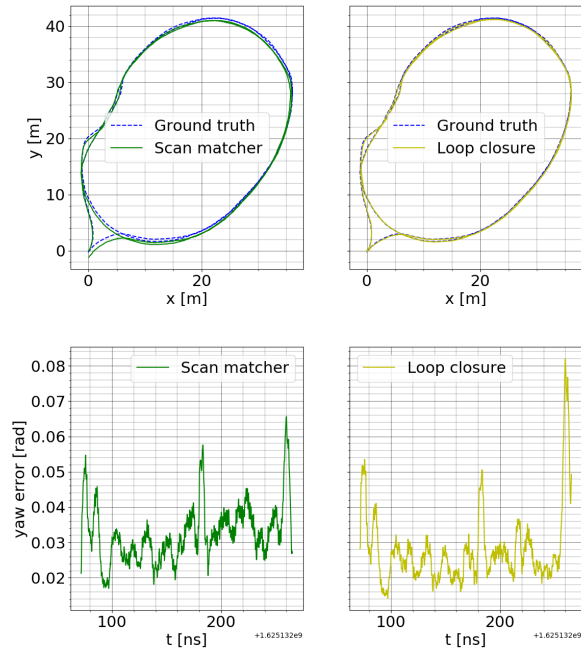 40
30
20
10
0
y [m]
0
20
x [m]
Ground truth
Scan matcher
0
20
x [m]
Ground truth
Loop closure
0.08
0.07
0.06
0.05
0.04
0.03
0.02
yaw error [rad]
Scan matcher
100
200
t [ns]
+1.625132e9
Loop closure
100
200
t [ns]
+1.625132e9